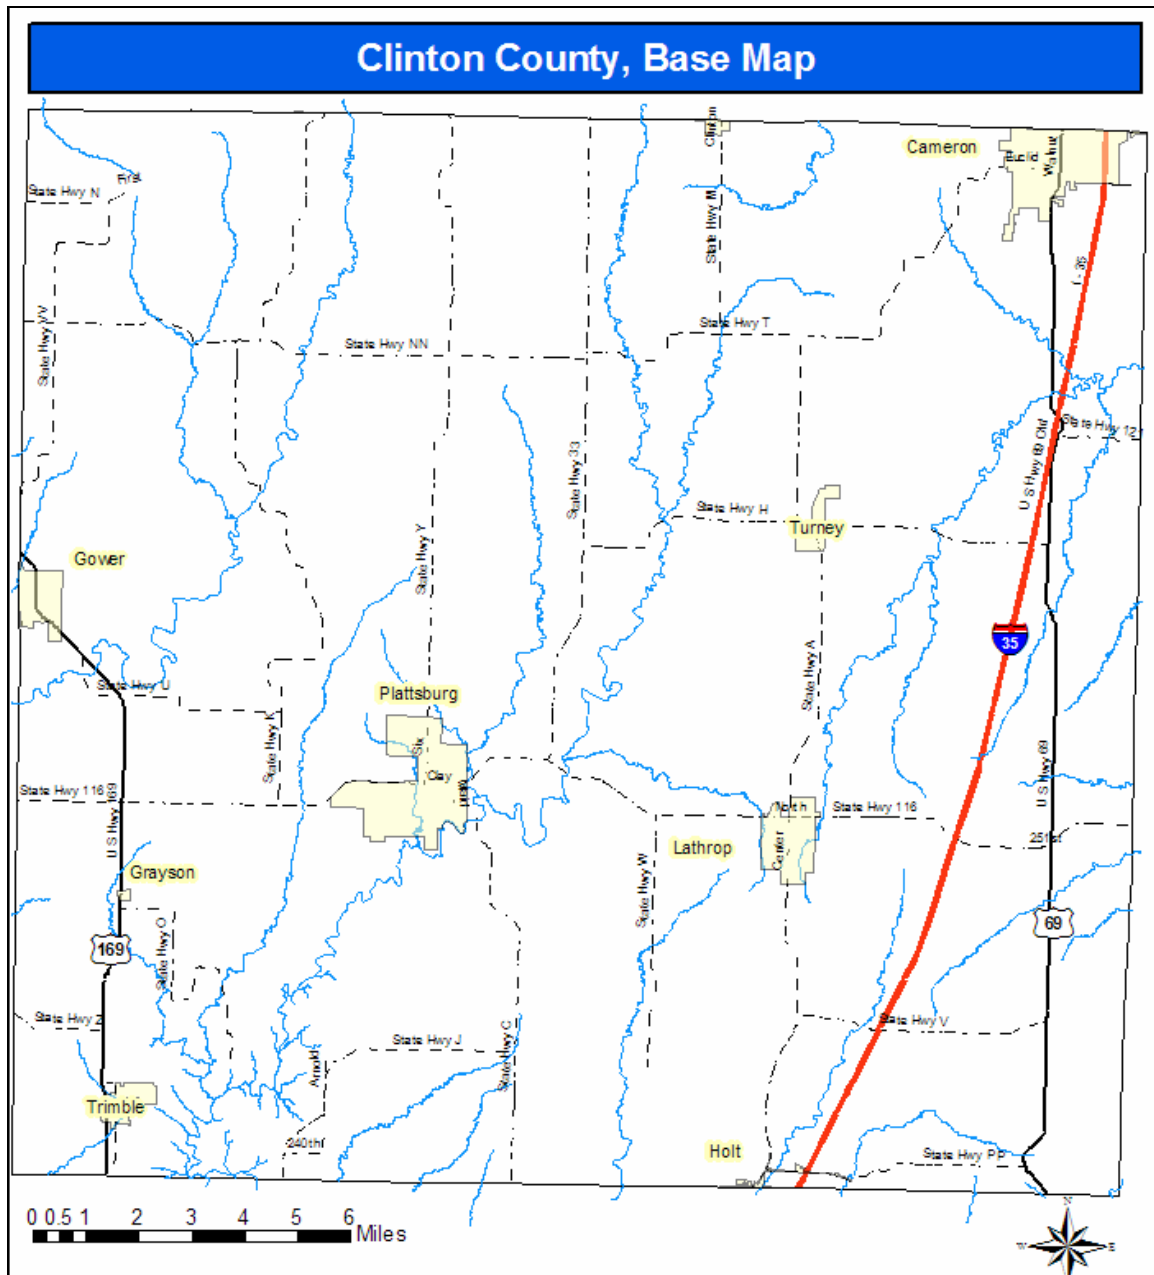 Clinton County, Base Map
Clinton
Cameron
Euclid
Walnut
First
State Hwy N
State Hwy M
I - 35
State Hwy VV
State Hwy NN
State Hwy T
State Hwy 121
U S Hwy 69 Old
State Hwy 33
State Hwy H
Turney
State Hwy Y
Gower
35
State Hwy A
State Hwy U
Plattsburg
State Hwy K
Six
Clay
U S Hwy 69
State Hwy 116
U S Hwy 169
North
State Hwy 116
Lathrop
Center
251st
Grayson
State Hwy W
State Hwy O
169
69
State Hwy Z
State Hwy V
State Hwy J
State Hwy C
Arnold
Trimble
240th
Holt
State Hwy PP
N
0 0.5 1 2 3 4 5 6
Miles
W
E